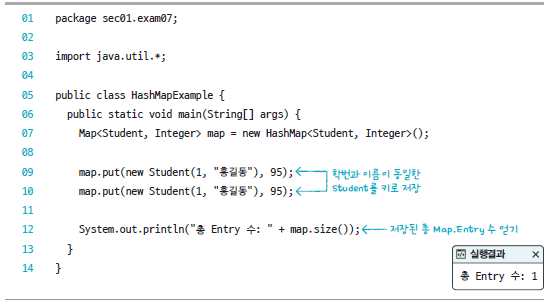 01 package sec01.exam07;
02
03 import java.util.*;
04
05 public class HashMapExample {
06 public static void main(String[] args) {
07 Map<Student, Integer> map = new HashMap<Student, Integer>();
08
09 map.put(new Student(1, "홍길동"), 95); 학번과 이름이 동일한
10 map.put(new Student(1, "홍길동"), 95); Student를 키로 저장
11
12 System.out.println("총 Entry 수: " + map.size()); 저장된 총 Map.Entry 수 얻기
13 }
14 }
실행결과
총 Entry 수: 1